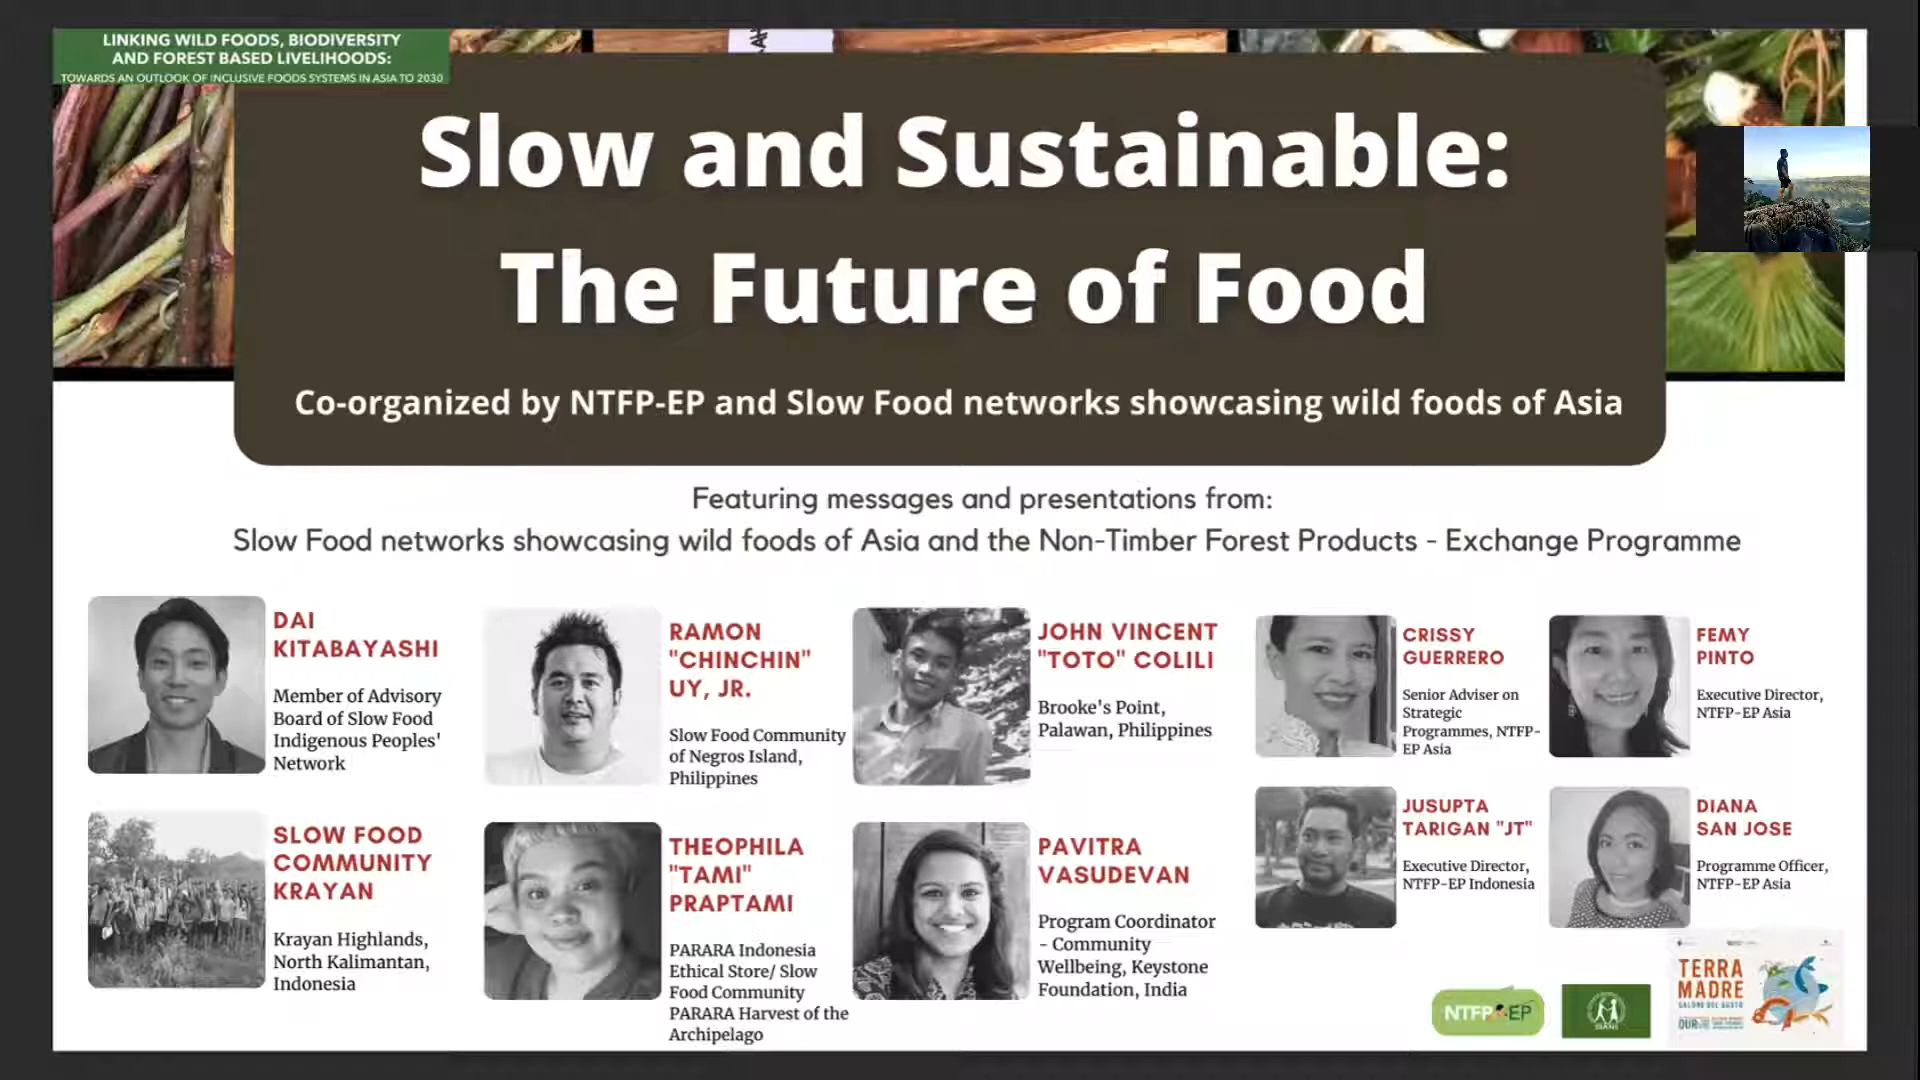 LINKING WILD FOODS, BIODIVERSITY
AND FOREST BASED LIVELIHOODS:
TOWARDS AN OUTLOOK OF INCLUSIVE FOODS SYSTEMS IN ASIA TO 2030
Slow and Sustainable:
The Future of Food
Co-organized by NTFP-EP and Slow Food networks showcasing wild foods of Asia
Featuring messages and presentations from:
Slow Food networks showcasing wild foods of Asia and the Non-Timber Forest Products - Exchange Programme
DAI
KITABAYASHI
Member of Advisory
Board of Slow Food
Indigenous Peoples'
Network
RAMON
"CHINCHIN"
UY, JR.
Slow Food Community
of Negros Island,
Philippines
JOHN VINCENT
"TOTO" COLILI
Brooke's Point,
Palawan, Philippines
CRISSY
GUERRERO
Senior Adviser on
Strategic
Programmes, NTFP-
EP Asia
FEMY
PINTO
Executive Director,
NTFP-EP Asia
SLOW FOOD
COMMUNITY
KRAYAN
Krayan Highlands,
North Kalimantan,
Indonesia
THEOPHILA
"TAMI"
PRAPTAMI
PARARA Indonesia
Ethical Store/ Slow
Food Community
PARARA Harvest of the
Archipelago
PAVITRA
VASUDEVAN
Program Coordinator
- Community
Wellbeing, Keystone
Foundation, India
JUSUPTA
TARIGAN "JT"
Executive Director,
NTFP-EP Indonesia
DIANA
SAN JOSE
Programme Officer,
NTFP-EP Asia
NTFP EP
SIANI
TERRA
MADRE
SALONE DEL GUSTO
OUR